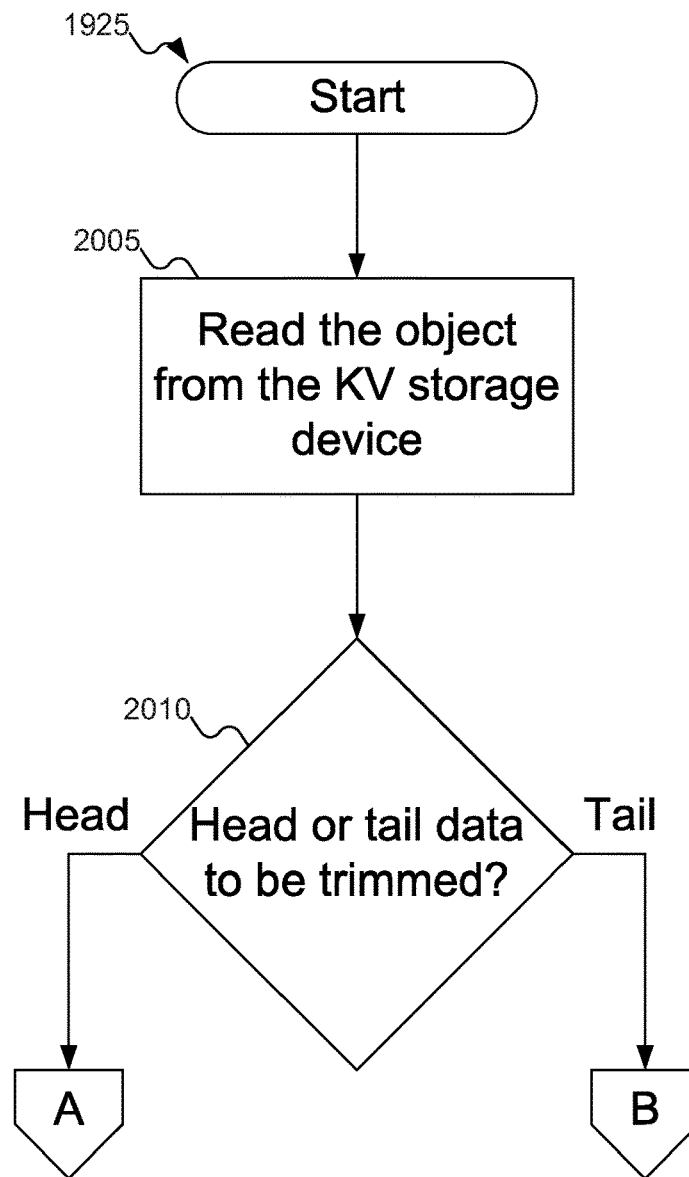 1925
Start
2005
Read the object
from the KV storage
device
2010
Head
Head or tail data
to be trimmed?
Tail
A
B